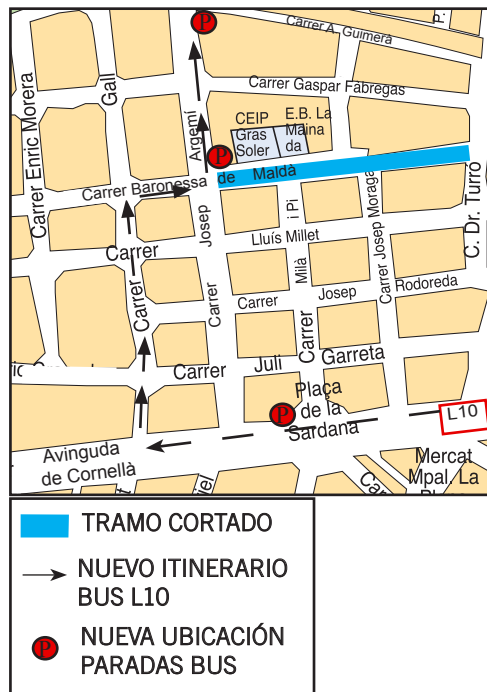 P
Carrer A. Guimerà
P.
Carrer Gaspar Fàbregas
Gall
Carrer Enric Morera
Argemí
CEIP
Gras
Soler
E.B. La
Maina
da
P
Carrer Baronessa de Maldà
Josep
i Pi
Carrer Josep Moragas
C. Dr. Turro
Lluís Millet
Carrer
Milà
Carrer
Carrer
Carrer Josep Rodoreda
Carrer
Carrer Juli Garreta
Plaça
de la
Sardana
P
L10
Avinguda
de Cornellà
Mercat
Mpal. La
TRAMO CORTADO
NUEVO ITINERARIO
BUS L10
P
NUEVA UBICACIÓN
PARADAS BUS